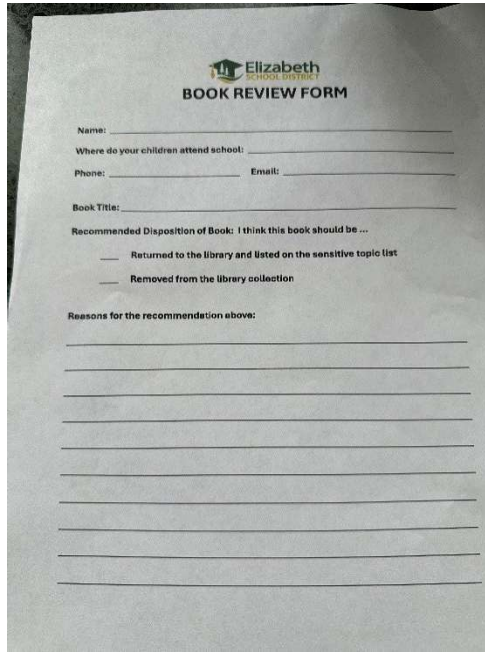 Elizabeth
SCHOOL DISTRICT
BOOK REVIEW FORM
Name:
Where do your children attend school:
Phone: Email:
Book Title:
Recommended Disposition of Book: I think this book should be ...
Returned to the library and listed on the sensitive topic list
Removed from the library collection
Reasons for the recommendation above: